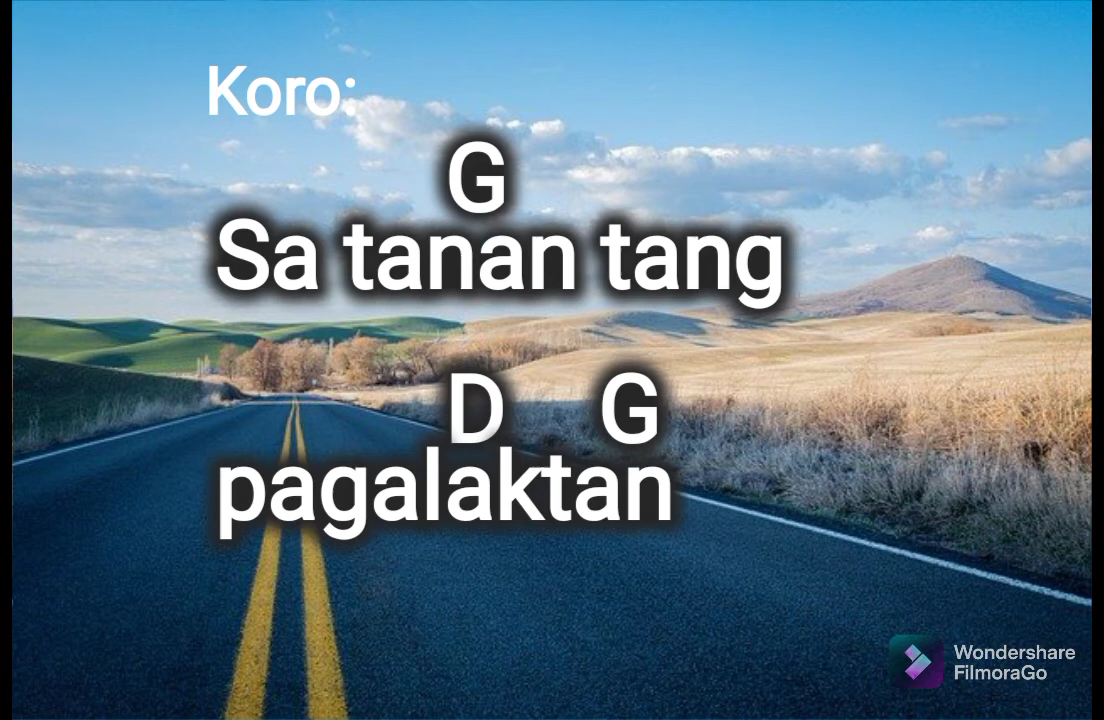 Koro:
G
Sa tanan tang
D G
pagalaktan
Wondershare
FilmoraGo